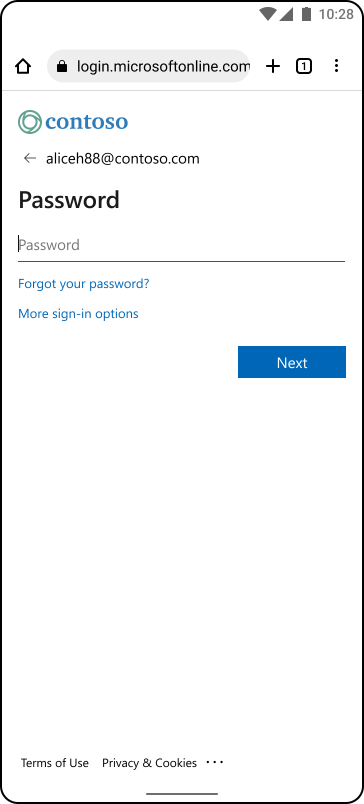 10:28
login.microsoftonline.com
1
contoso
aliceh88@contoso.com
Password
Password
Forgot your password?
More sign-in options
Next
Terms of Use Privacy & Cookies ···